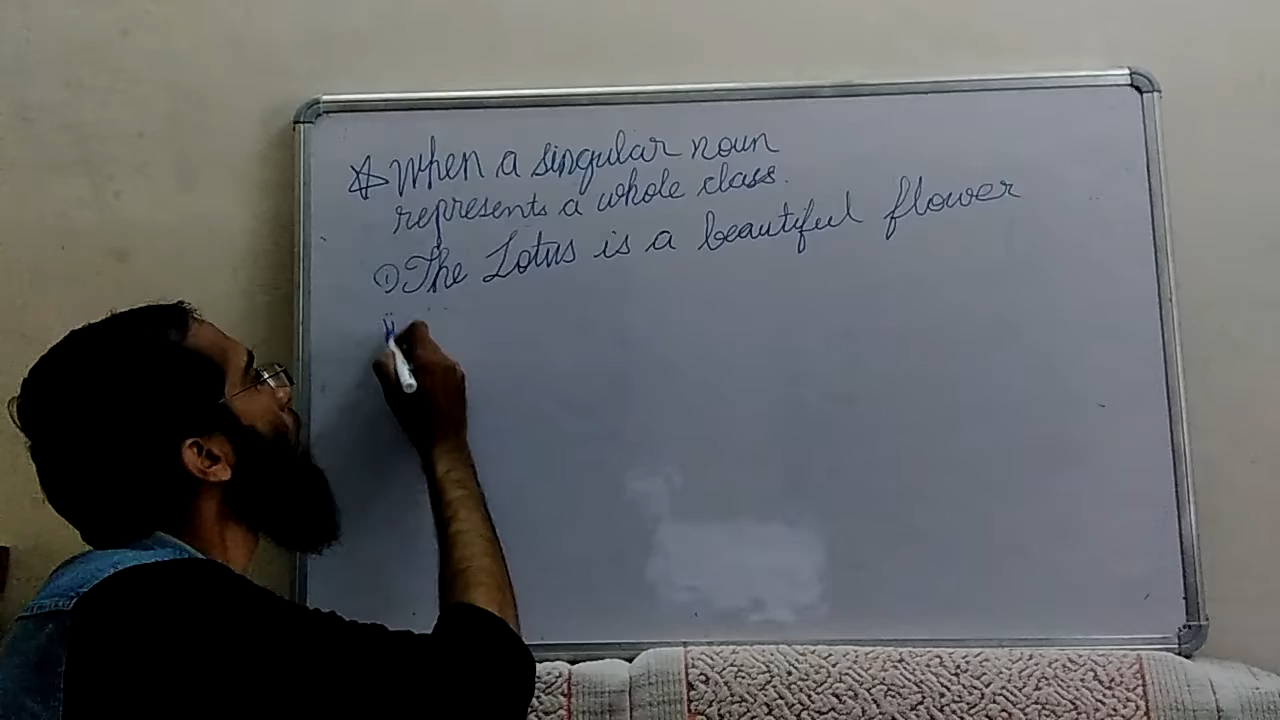 ☆ When a singular noun
represents a whole class.
① The Lotus is a beautiful flower